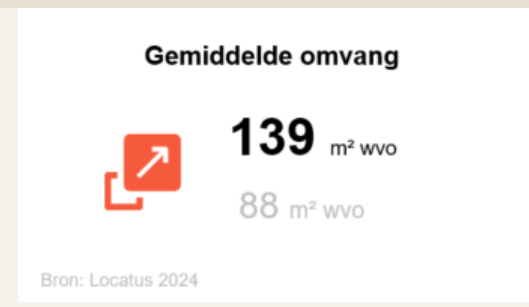 Gemiddelde omvang
139 m² wvo
88 m² wvo
Bron: Locatus 2024